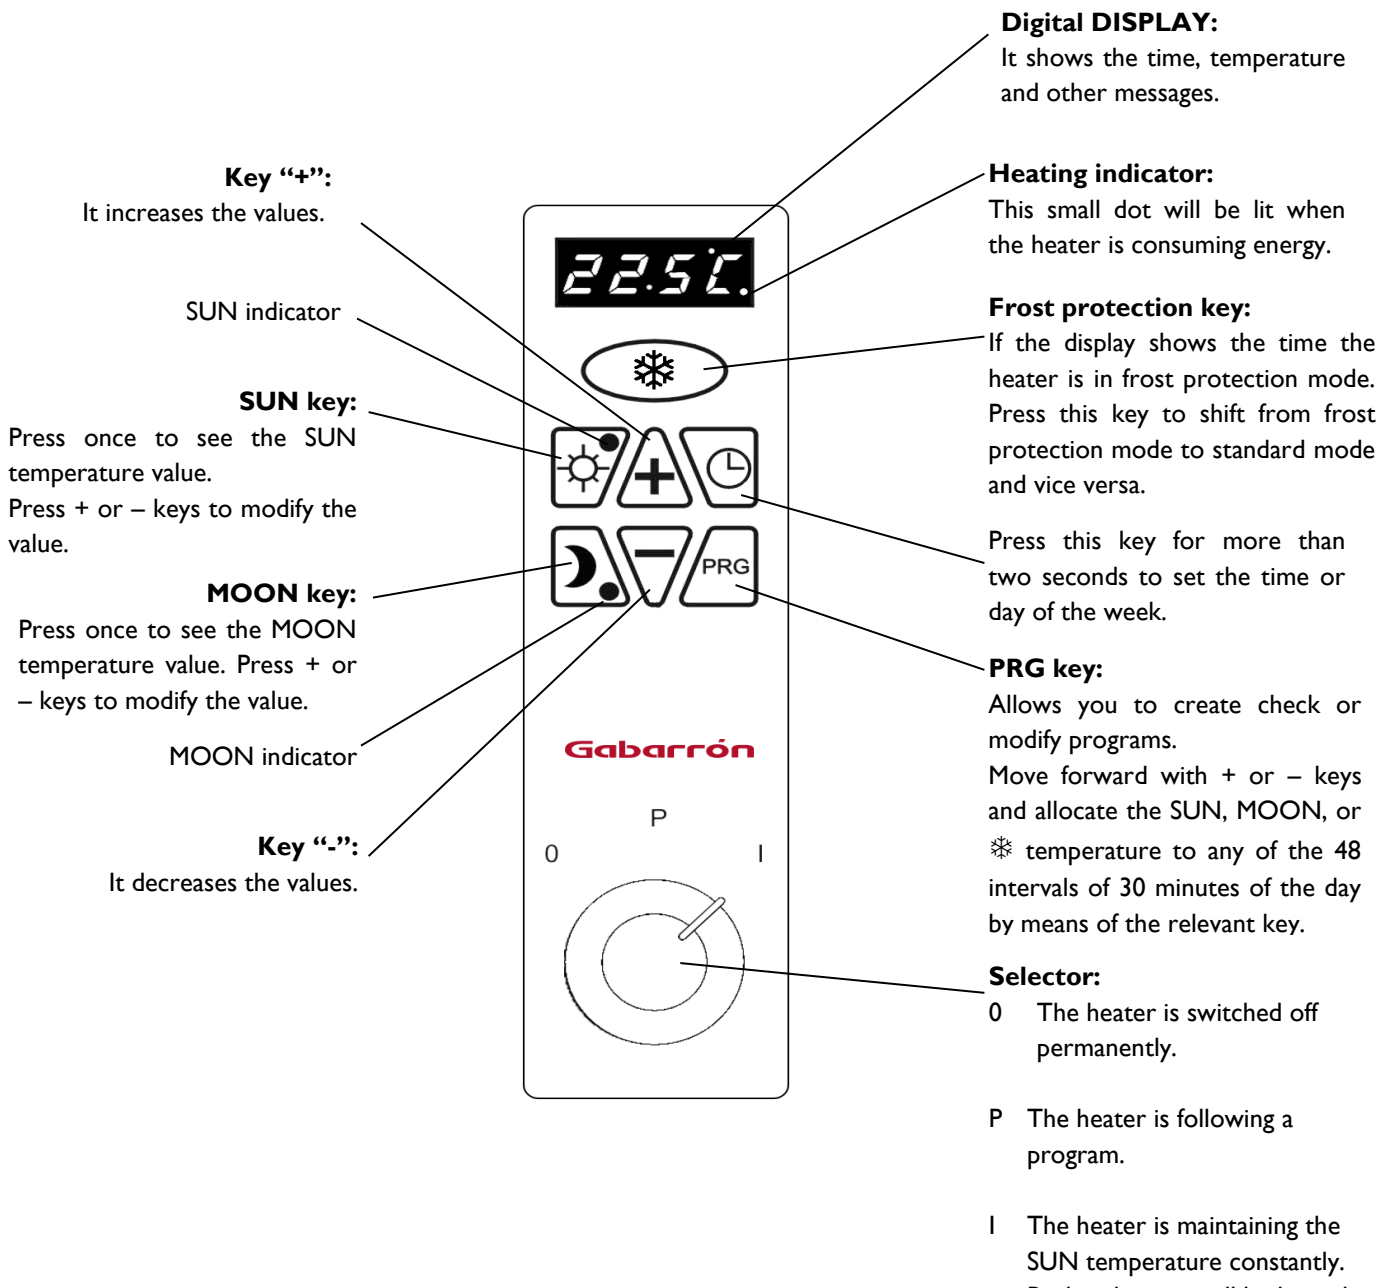 Digital DISPLAY:
It shows the time, temperature
and other messages.
Key “+”:
It increases the values.
Heating indicator:
This small dot will be lit when
the heater is consuming energy.
22.5°C.
SUN indicator
Frost protection key:
If the display shows the time the
heater is in frost protection mode.
Press this key to shift from frost
protection mode to standard mode
and vice versa.
SUN key:
Press once to see the SUN
temperature value.
Press + or – keys to modify the
value.
+
–
PRG
Press this key for more than
two seconds to set the time or
day of the week.
MOON key:
Press once to see the MOON
temperature value. Press + or
– keys to modify the value.
MOON indicator
PRG key:
Allows you to create check or
modify programs.
Move forward with + or – keys
and allocate the SUN, MOON, or
❄ temperature to any of the 48
intervals of 30 minutes of the day
by means of the relevant key.
Gabarrón
P
0 I
Key “-”:
It decreases the values.
Selector:
0 The heater is switched off
permanently.
P The heater is following a
program.
I The heater is maintaining the
SUN temperature constantly.